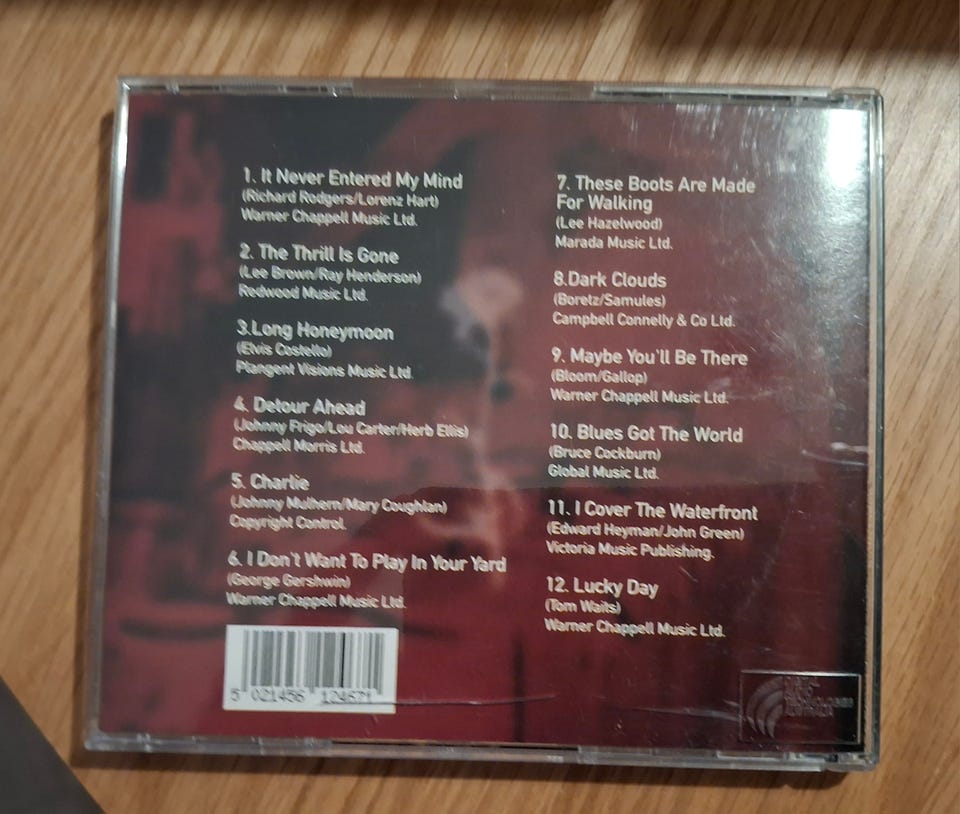 1. It Never Entered My Mind
(Richard Rodgers/Lorenz Hart)
Warner Chappell Music Ltd.
2. The Thrill Is Gone
(Lee Brown/Ray Henderson)
Redwood Music Ltd.
3.Long Honeymoon
(Elvis Costello)
Plangent Visions Music Ltd.
4. Detour Ahead
(Johnny Frigo/Lou Carter/Herb Ellis)
Chappell Morris Ltd.
5. Charlie
(Johnny Mulhern/Mary Coughlan)
Copyright Control.
6. I Don't Want To Play In Your Yard
(George Gershwin)
Warner Chappell Music Ltd.
5 021456 124671
7. These Boots Are Made
For Walking
(Lee Hazelwood)
Marada Music Ltd.
8.Dark Clouds
(Boretz/Samules)
Campbell Connelly & Co Ltd.
9. Maybe You'll Be There
(Bloom/Gallop)
Warner Chappell Music Ltd.
10. Blues Got The World
(Bruce Cockburn)
Global Music Ltd.
11. I Cover The Waterfront
(Edward Heyman/John Green)
Victoria Music Publishing.
12. Lucky Day
(Tom Waits)
Warner Chappell Music Ltd.